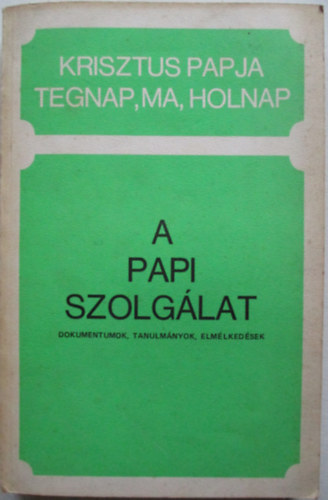 KRISZTUS PAPJA
TEGNAP, MA, HOLNAP
A
PAPI
SZOLGÁLAT
DOKUMENTUMOK, TANULMÁNYOK, ELMÉLKEDÉSEK